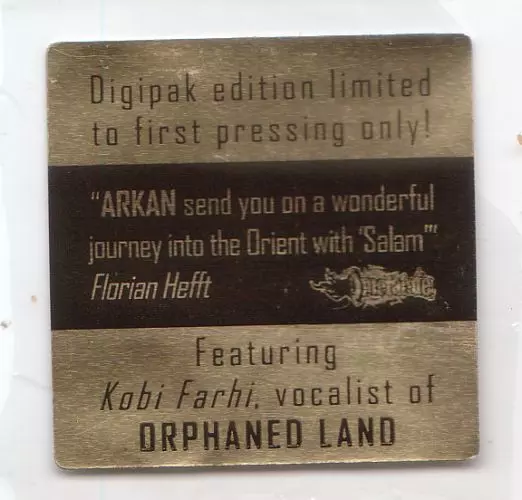 Digipak edition limited
to first pressing only!
"ARKAN send you on a wonderful
journey into the Orient with 'Salam'"
Florian Hefft
Featuring
Kobi Farhi, vocalist of
ORPHANED LAND